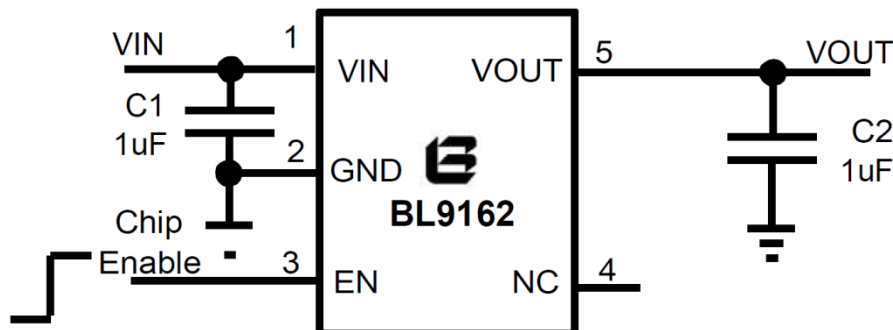 VIN
1
VIN
C1
1uF
2
GND
Chip
Enable
3
EN
BL9162
VOUT
5
VOUT
C2
1uF
NC
4